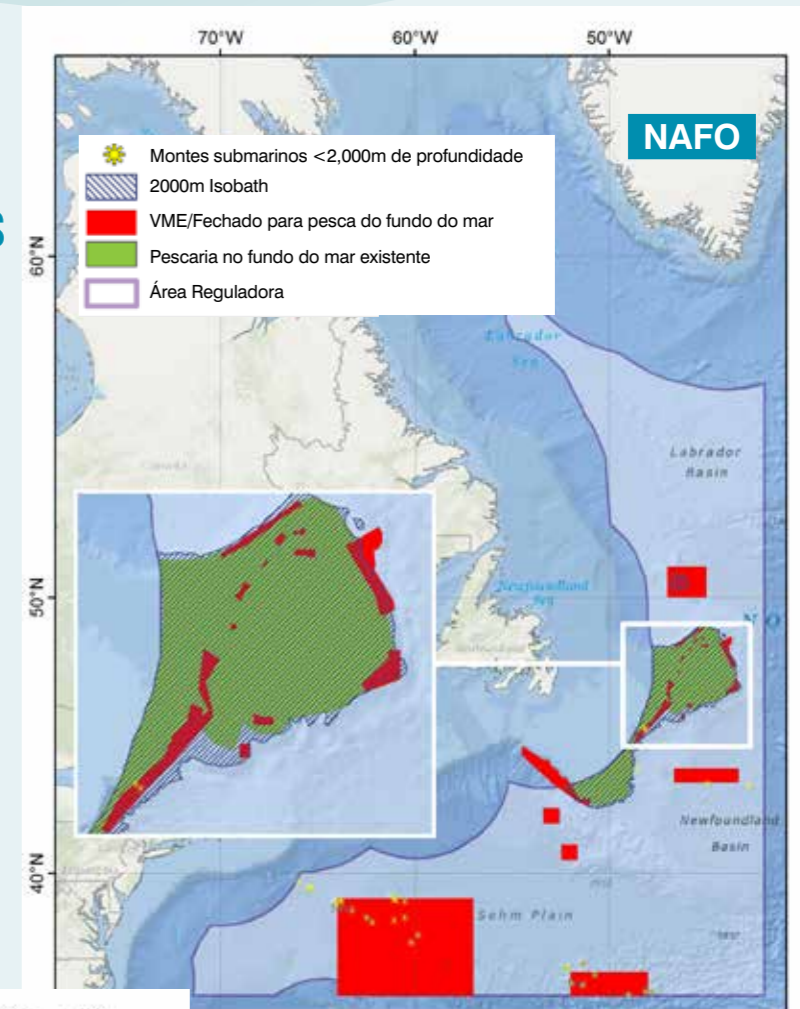 S
70°W 60°W 50°W
NAFO
Montes submarinos <2,000m de profundidade
2000m Isobath
VME/Fechado para pesca do fundo do mar
Pescaria no fundo do mar existente
Área Reguladora
60°N
Labrador
Sea
Labrador
Basin
50°N
Newfoundland
Sea
Newfoundland
Basin
40°N
Sohm Plain